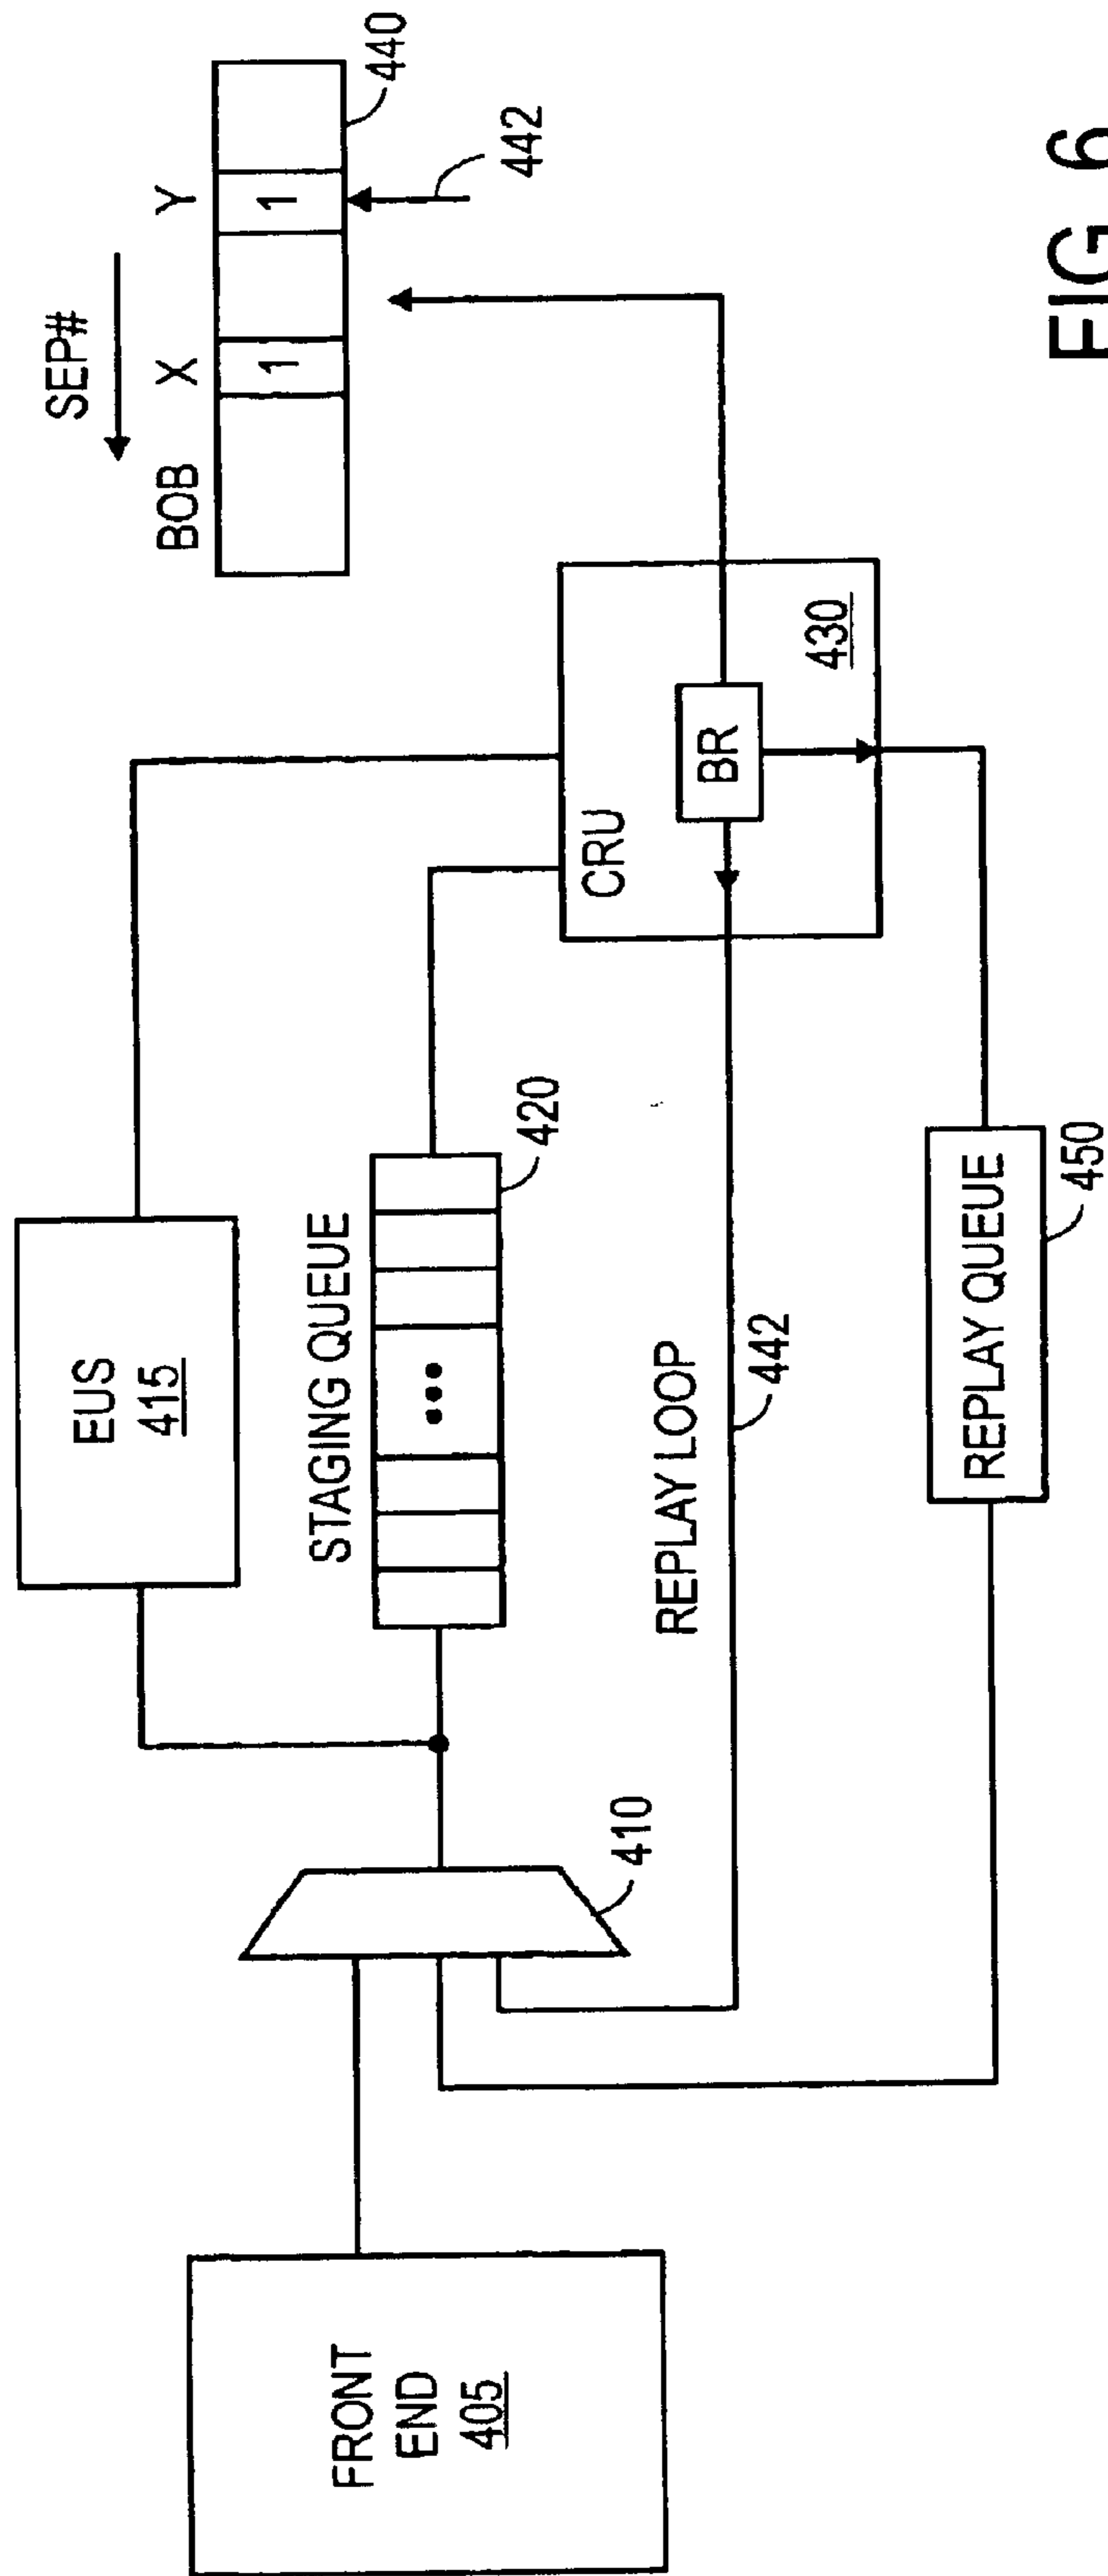 SEP#
BOB X Y
1 1
440
442
EUS
415
STAGING QUEUE
•••
420
CRU
BR
430
410
REPLAY LOOP
442
FRONT
END
405
REPLAY QUEUE
450
FIG 6